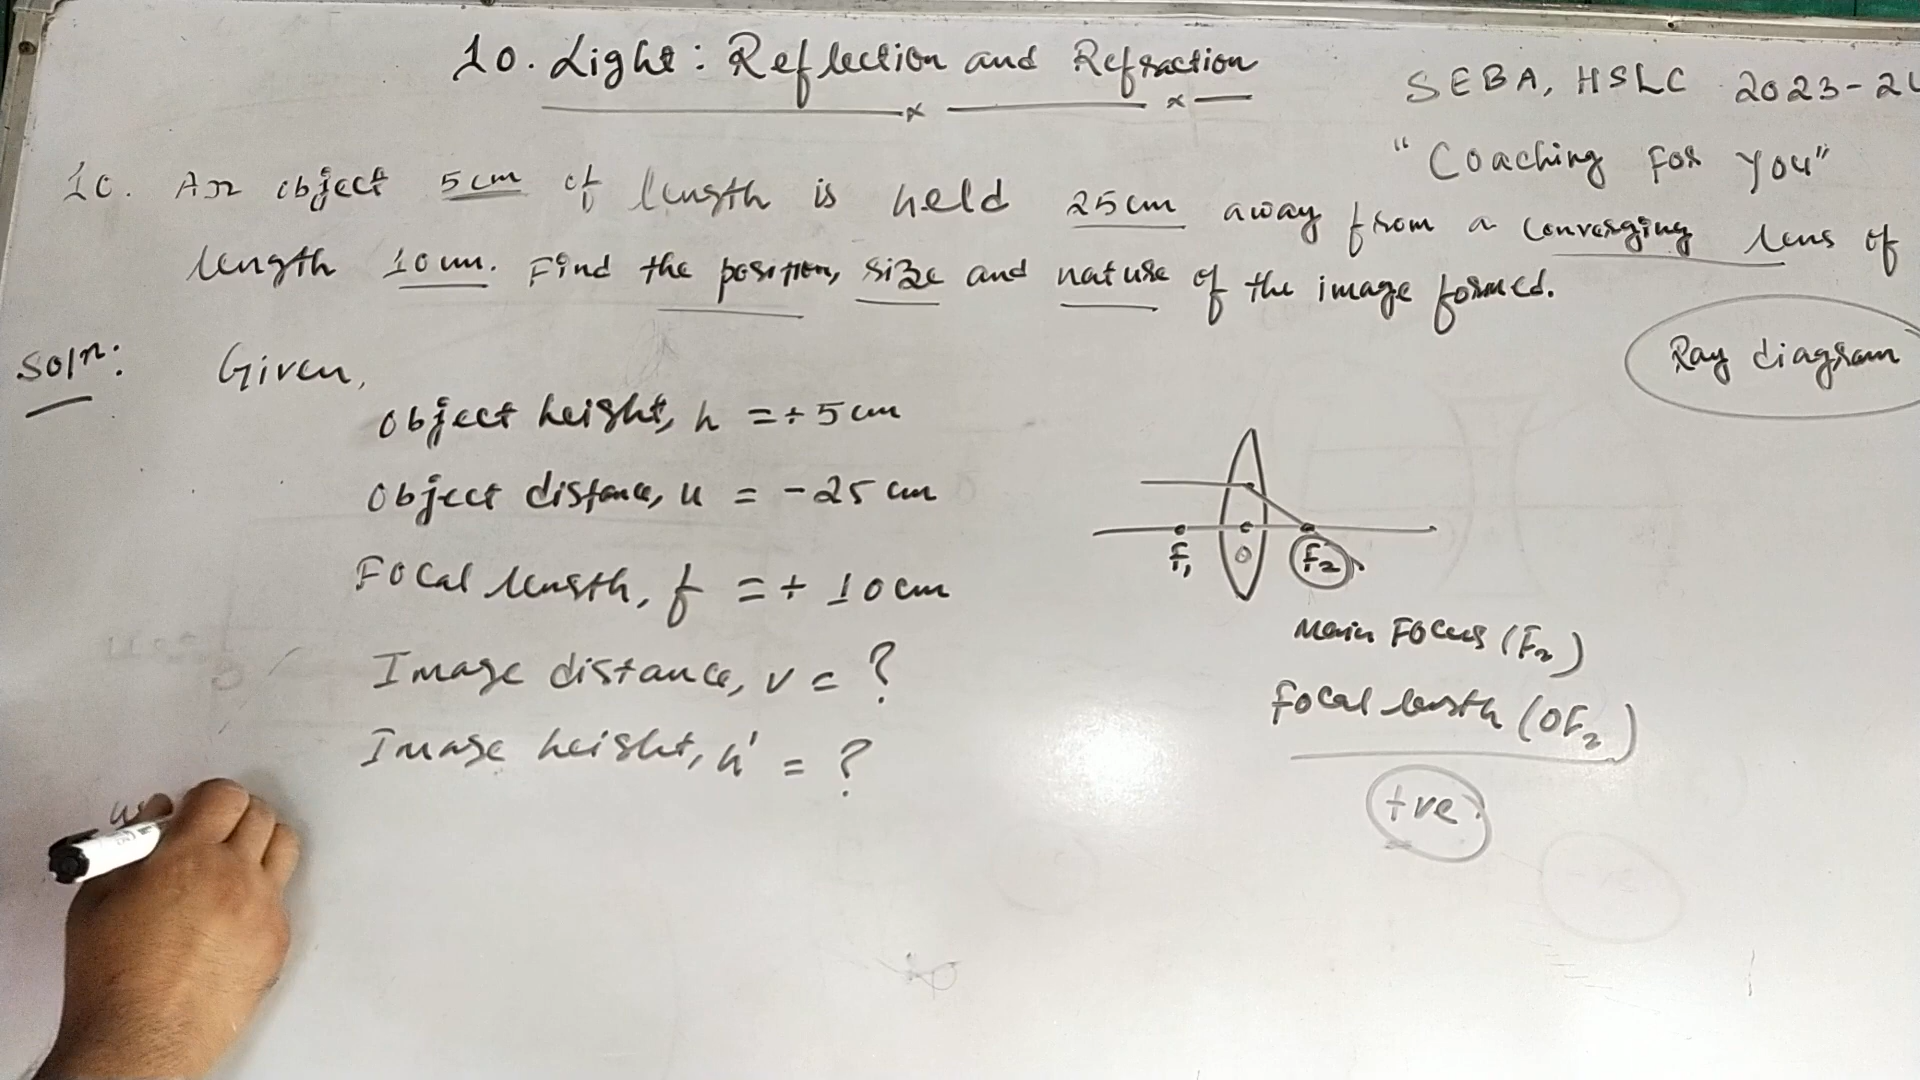 10. Light: Reflection and Refraction
SEBA, HSLC 2023-24
"Coaching For You"
10. An object 5cm of length is held 25cm away from a converging lens of
length 10cm. Find the position, size and nature of the image formed.
Ray diagram
Soln: Given,
Object height, h = +5cm
Object distance, u = -25 cm
Focal length, f = + 10cm
Image distance, v = ?
Image height, h' = ?
F1 O F2
Main Focus (F2)
Focal length (OF2)
+ve